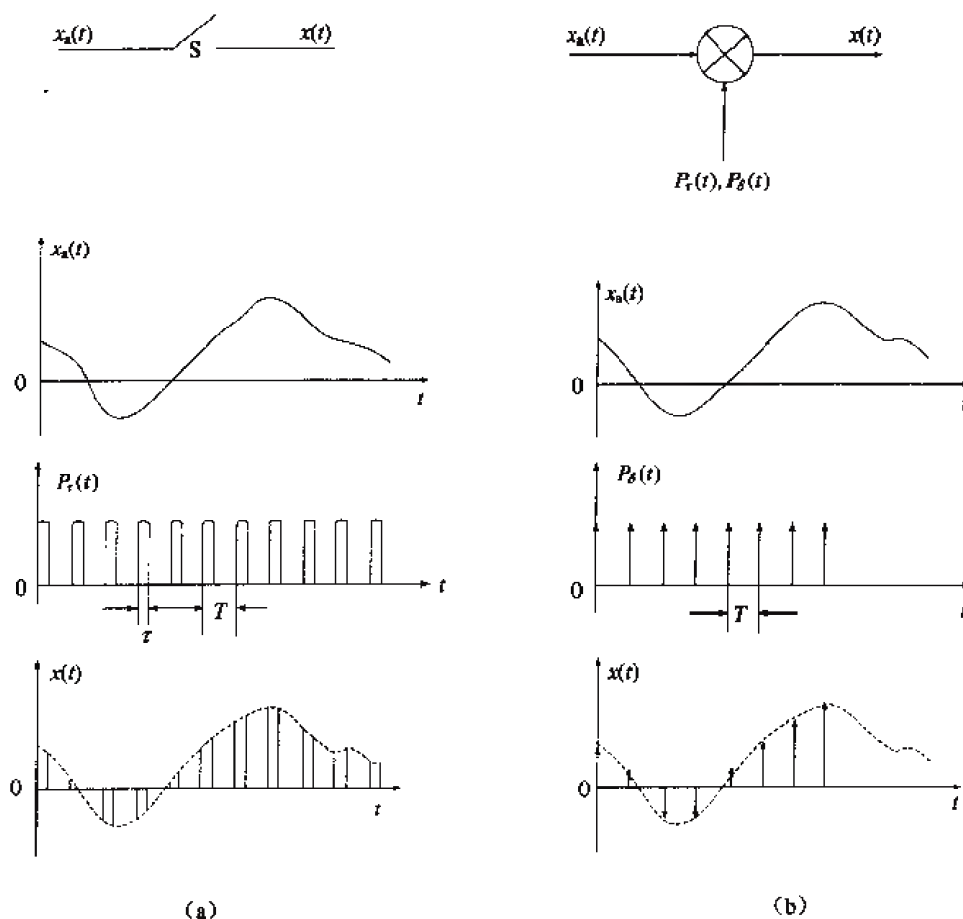 xa(t) S x(t)
xa(t) x(t)
Pτ(t), Pδ(t)
xa(t)
0
t
Pτ(t)
0
t
τ
T
x(t)
0
t
(a)
xa(t)
0
t
Pδ(t)
0
t
T
x(t)
0
t
(b)